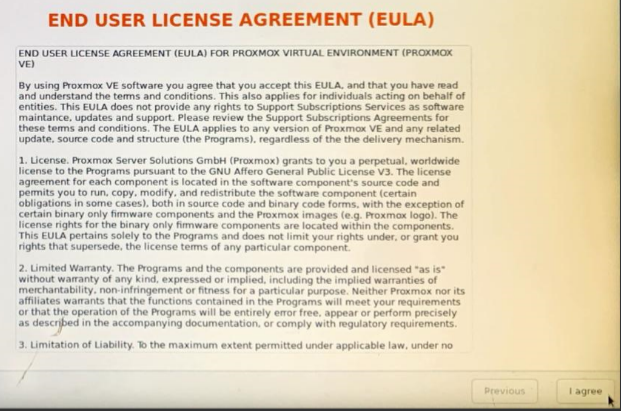 END USER LICENSE AGREEMENT (EULA)
END USER LICENSE AGREEMENT (EULA) FOR PROXMOX VIRTUAL ENVIRONMENT (PROXMOX
VE)
By using Proxmox VE software you agree that you accept this EULA, and that you have read
and understand the terms and conditions. This also applies for individuals acting on behalf of
entities. This EULA does not provide any rights to Support Subscriptions Services as software
maintance, updates and support. Please review the Support Subscriptions Agreements for
these terms and conditions. The EULA applies to any version of Proxmox VE and any related
update, source code and structure (the Programs), regardless of the the delivery mechanism.
1. License. Proxmox Server Solutions GmbH (Proxmox) grants to you a perpetual, worldwide
license to the Programs pursuant to the GNU Affero General Public License V3. The license
agreement for each component is located in the software component's source code and
permits you to run, copy, modify, and redistribute the software component (certain
obligations in some cases), both in source code and binary code forms, with the exception of
certain binary only firmware components and the Proxmox images (e.g. Proxmox logo). The
license rights for the binary only firmware components are located within the components.
This EULA pertains solely to the Programs and does not limit your rights under, or grant you
rights that supersede, the license terms of any particular component.
2. Limited Warranty. The Programs and the components are provided and licensed "as is"
without warranty of any kind, expressed or implied, including the implied warranties of
merchantability, non-infringement or fitness for a particular purpose. Neither Proxmox nor its
affiliates warrants that the functions contained in the Programs will meet your requirements
or that the operation of the Programs will be entirely error free, appear or perform precisely
as described in the accompanying documentation, or comply with regulatory requirements.
3. Limitation of Liability. To the maximum extent permitted under applicable law, under no
Previous
I agree